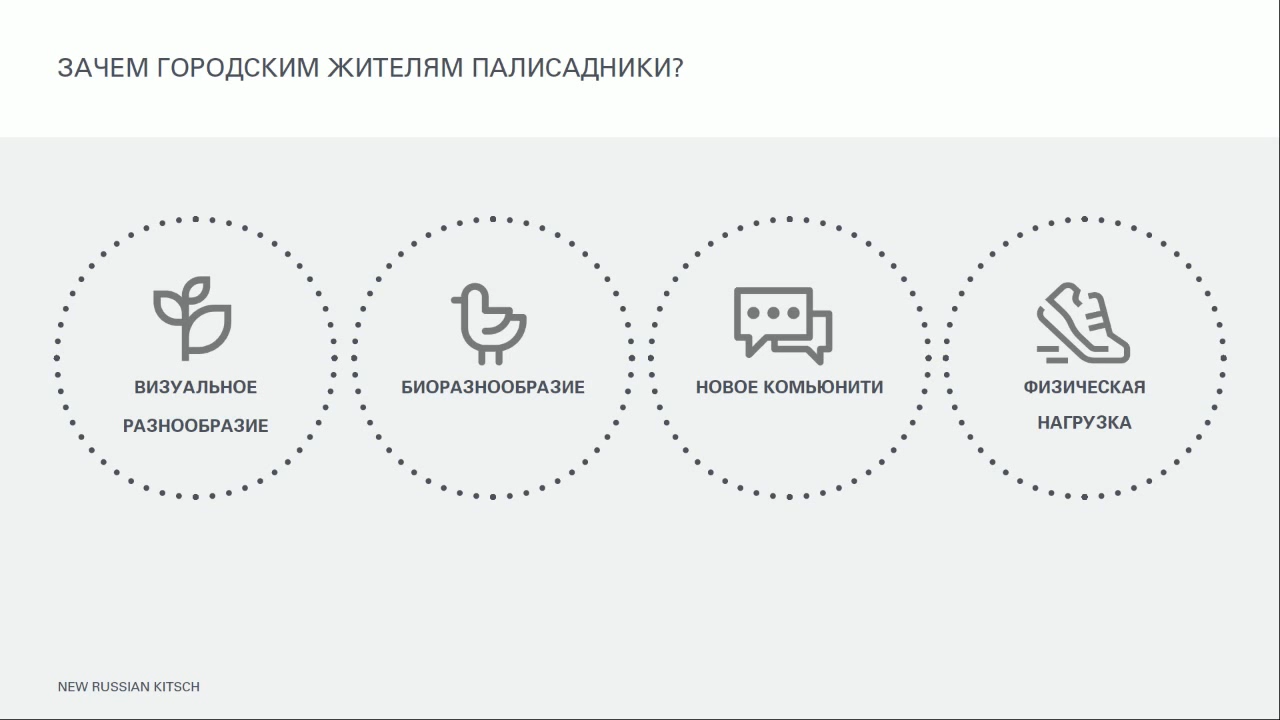 ЗАЧЕМ ГОРОДСКИМ ЖИТЕЛЯМ ПАЛИСАДНИКИ?
ВИЗУАЛЬНОЕ
РАЗНООБРАЗИЕ
БИОРАЗНООБРАЗИЕ
НОВОЕ КОМЬЮНИТИ
ФИЗИЧЕСКАЯ
НАГРУЗКА
NEW RUSSIAN KITSCH